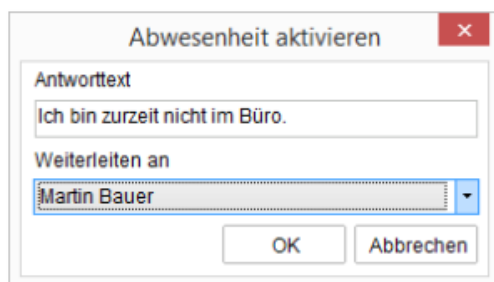 Abwesenheit aktivieren
Antworttext
Ich bin zurzeit nicht im Büro.
Weiterleiten an
Martin Bauer
OK Abbrechen